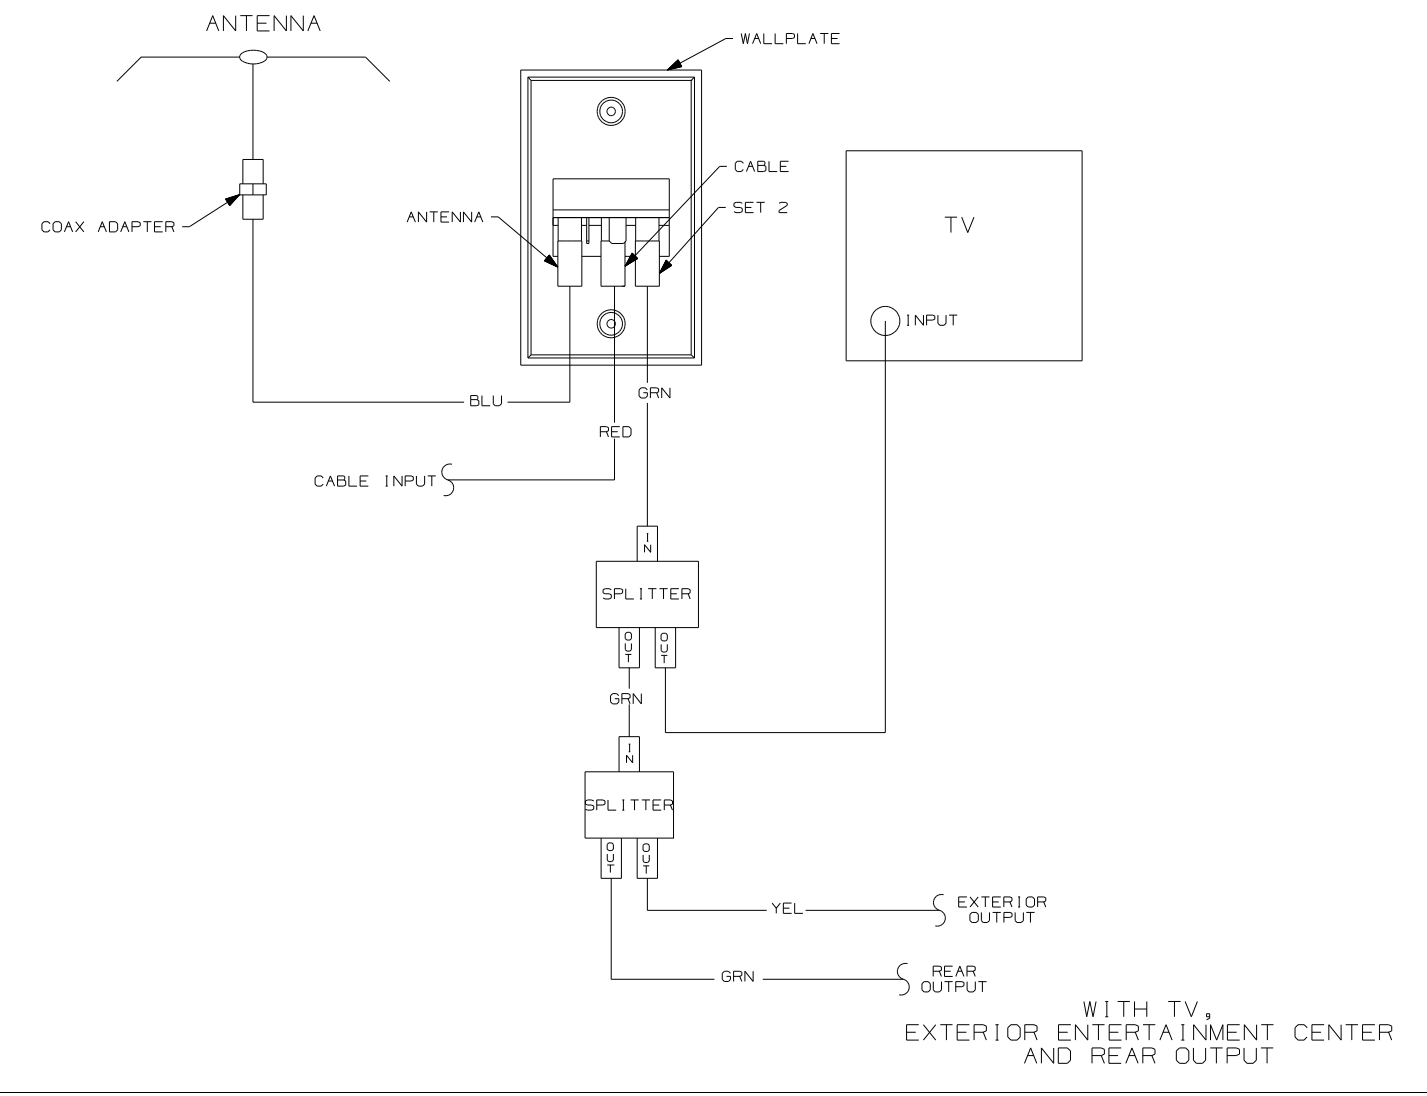 ANTENNA
WALLPLATE
CABLE
SET 2
ANTENNA
COAX ADAPTER
TV
INPUT
BLU
GRN
RED
CABLE INPUT
IN
SPLITTER
OUT
OUT
GRN
IN
SPLITTER
OUT
OUT
YEL
EXTERIOR
OUTPUT
GRN
REAR
OUTPUT
WITH TV,
EXTERIOR ENTERTAINMENT CENTER
AND REAR OUTPUT